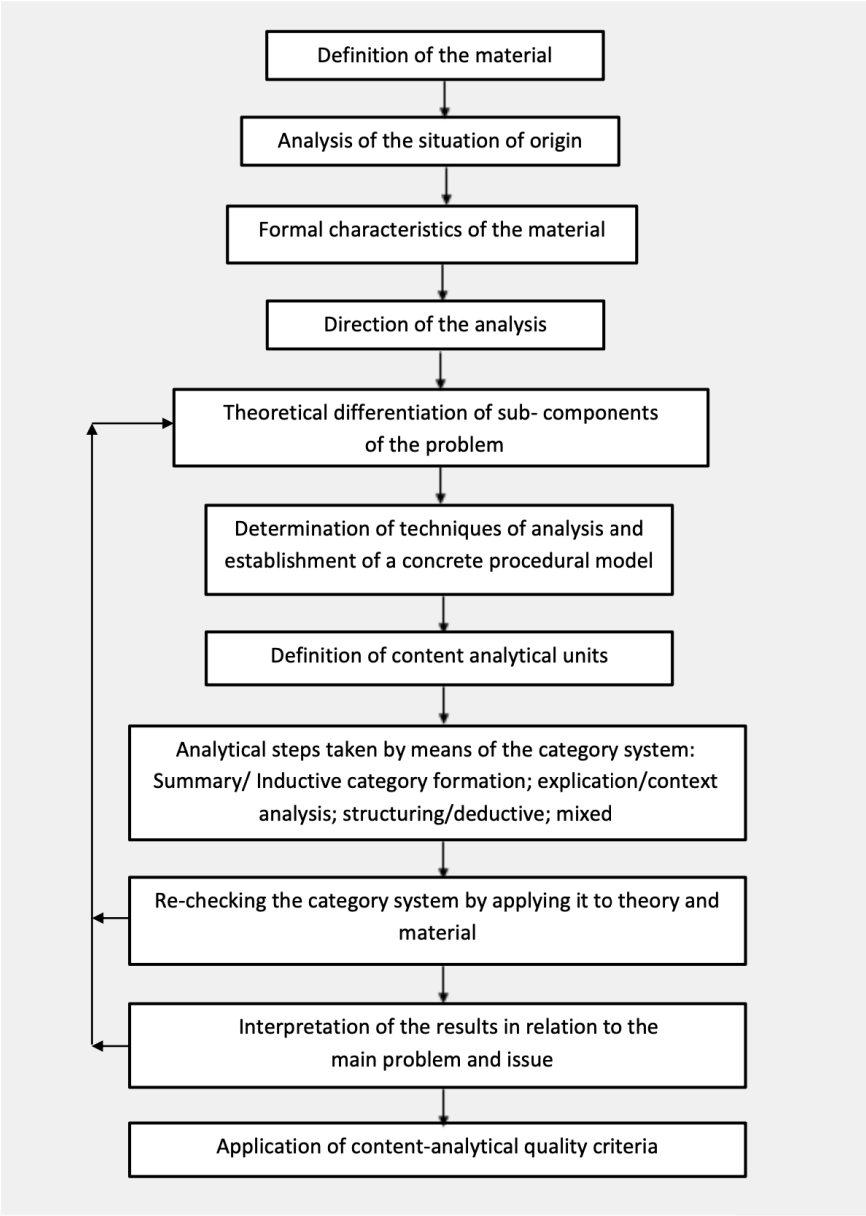 Definition of the material
Analysis of the situation of origin
Formal characteristics of the material
Direction of the analysis
Theoretical differentiation of sub- components
of the problem
Determination of techniques of analysis and
establishment of a concrete procedural model
Definition of content analytical units
Analytical steps taken by means of the category system:
Summary/ Inductive category formation; explication/context
analysis; structuring/deductive; mixed
Re-checking the category system by applying it to theory and
material
Interpretation of the results in relation to the
main problem and issue
Application of content-analytical quality criteria